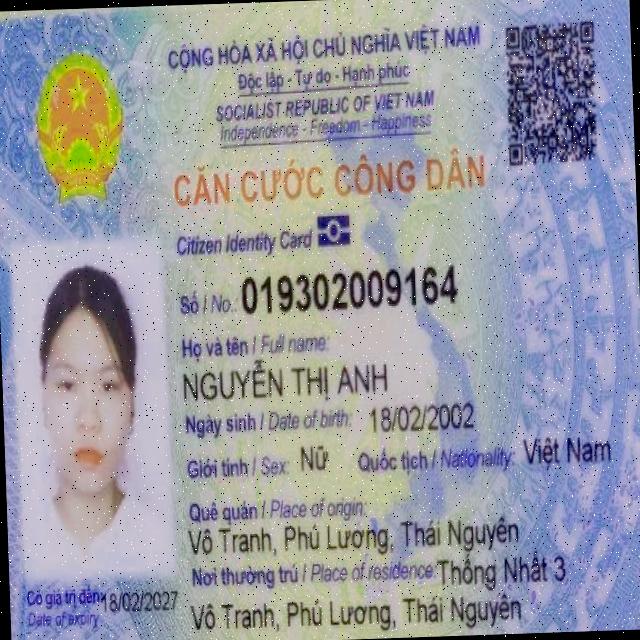 CỘNG HÒA XÃ HỘI CHỦ NGHĨA VIỆT NAM
Độc lập - Tự do - Hạnh phúc
SOCIALIST REPUBLIC OF VIET NAM
Independence - Freedom - Happiness
CĂN CƯỚC CÔNG DÂN
Citizen Identity Card
Số / No.: 019302009164
Họ và tên / Full name:
NGUYỄN THỊ ANH
Ngày sinh / Date of birth: 18/02/2002
Giới tính / Sex: Nữ Quốc tịch / Nationality: Việt Nam
Quê quán / Place of origin:
Vô Tranh, Phú Lương, Thái Nguyên
Nơi thường trú / Place of residence: Thống Nhất 3
Vô Tranh, Phú Lương, Thái Nguyên
Có giá trị đến: 18/02/2027
Date of expiry